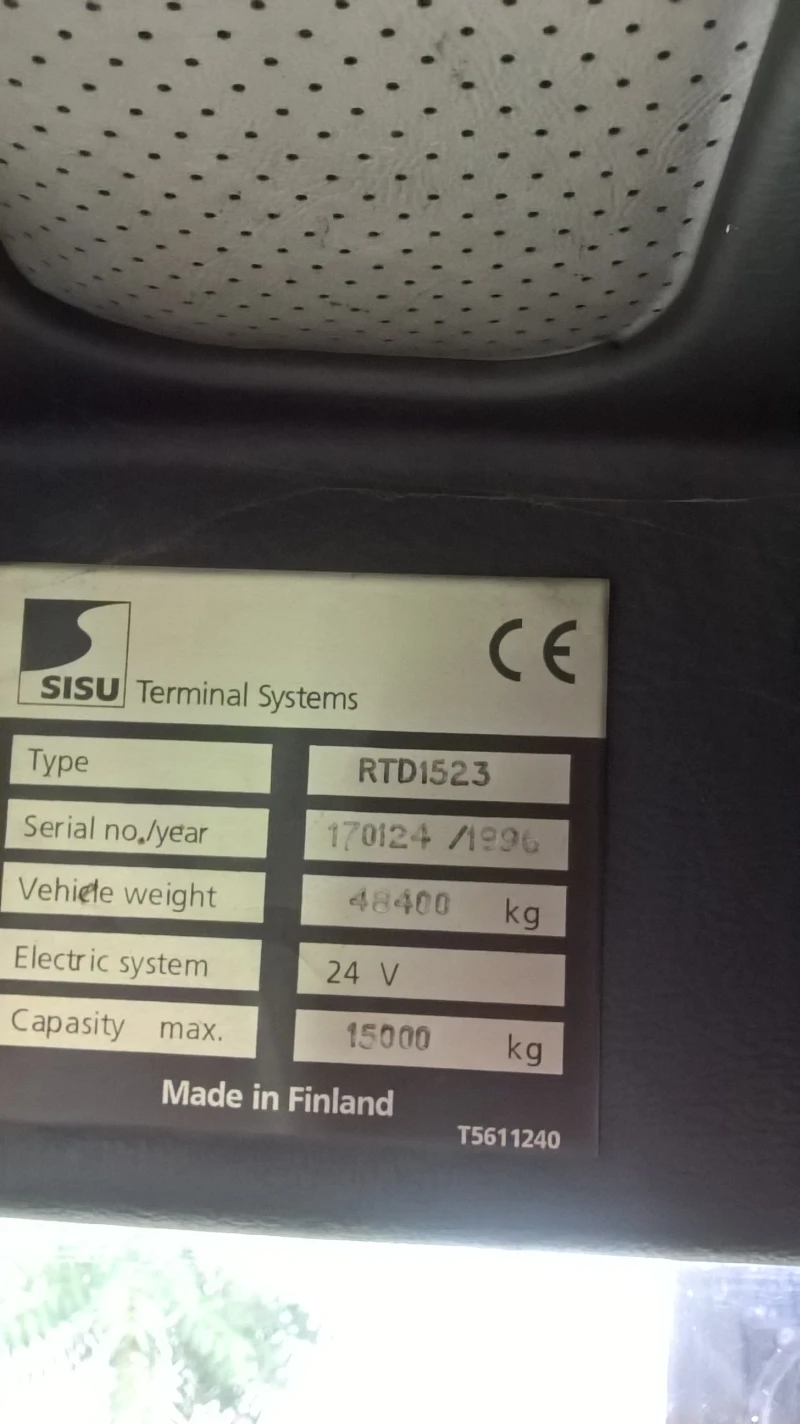 SISU Terminal Systems CE
Type RTD1523
Serial no./year 170124 /1996
Vehicle weight 48400 kg
Electric system 24 V
Capasity max. 15000 kg
Made in Finland
T5611240